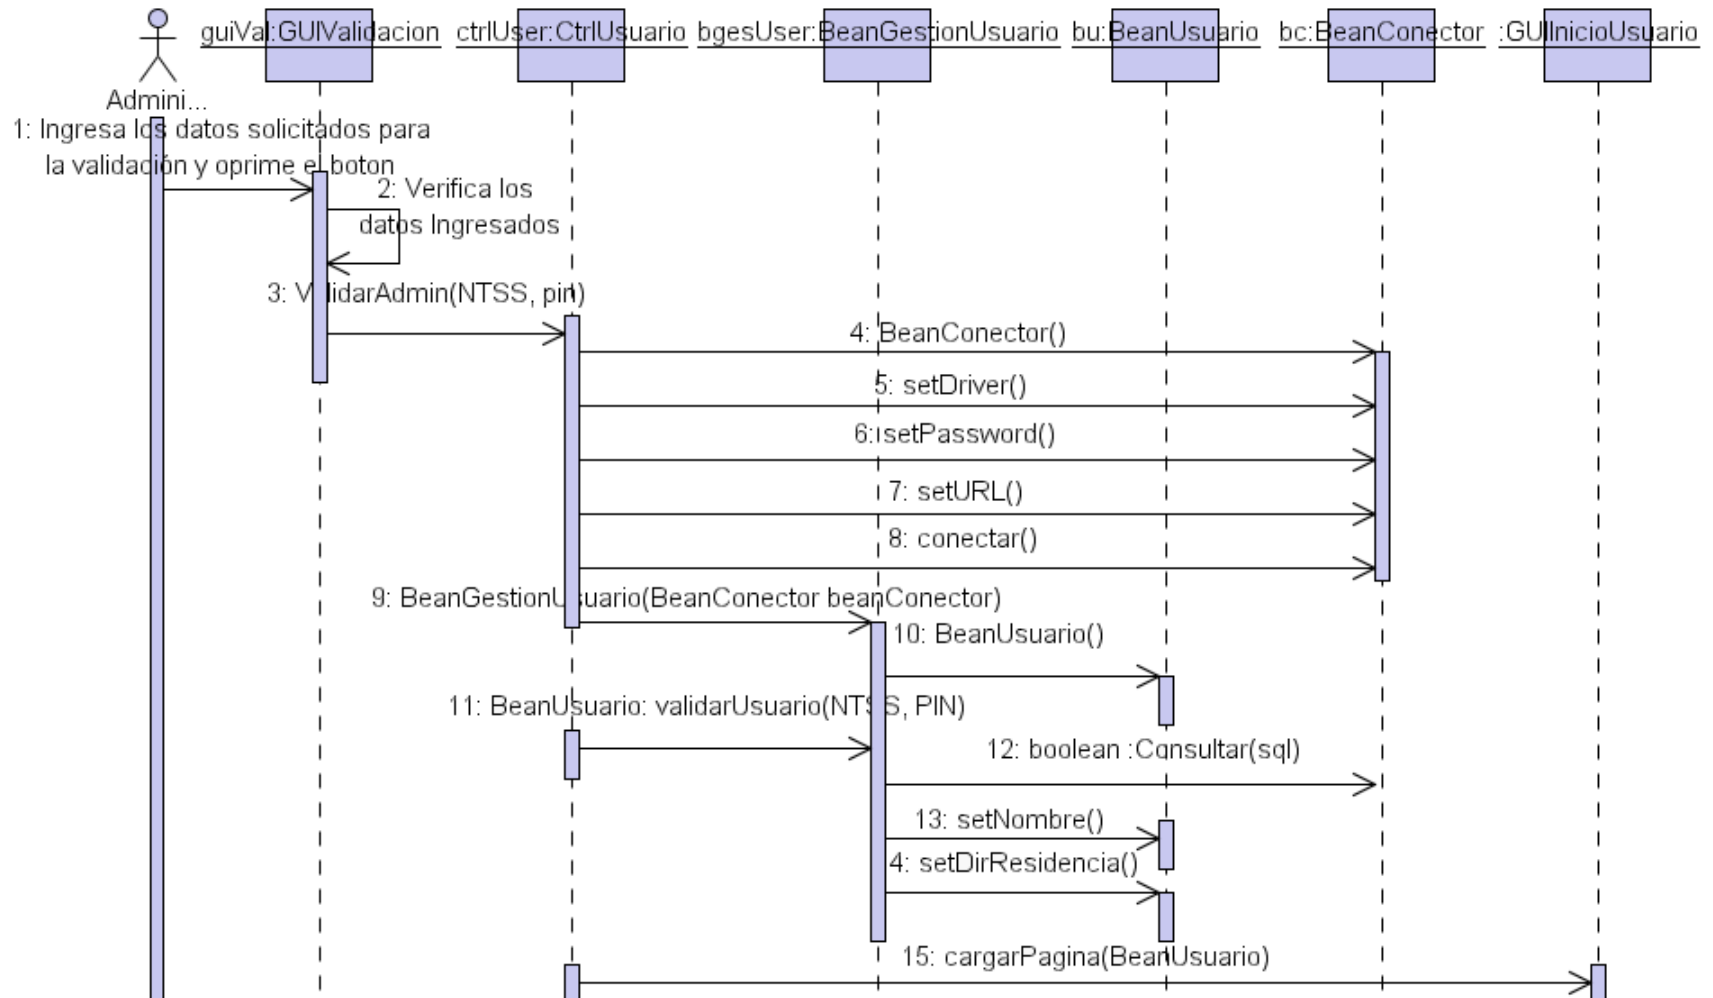 guiVal:GUIValidacion
ctrlUser:CtrlUsuario
bgesUser:BeanGestionUsuario
bu:BeanUsuario
bc:BeanConector
:GUIInicioUsuario
Admini...
1: Ingresa los datos solicitados para
la validación y oprime el boton
2: Verifica los
datos Ingresados
3: ValidarAdmin(NTSS, pin)
4: BeanConector()
5: setDriver()
6: setPassword()
7: setURL()
8: conectar()
9: BeanGestionUsuario(BeanConector beanConector)
10: BeanUsuario()
11: BeanUsuario: validarUsuario(NTSS, PIN)
12: boolean :Consultar(sql)
13: setNombre()
4: setDirResidencia()
15: cargarPagina(BeanUsuario)